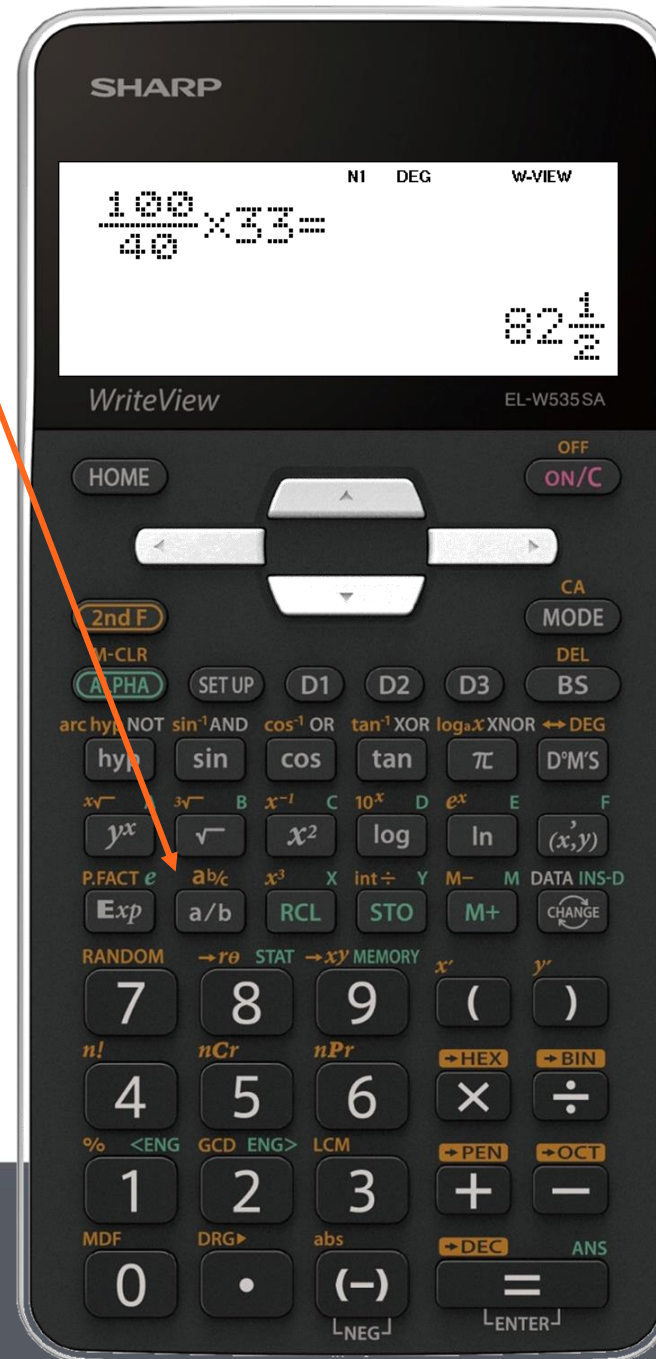 SHARP
N1 DEG W-VIEW
100/40×33=
82 1/2
WriteView EL-W535SA
OFF
HOME ON/C
CA
2nd F MODE
M-CLR DEL
ALPHA SET UP D1 D2 D3 BS
arc hyp NOT sin⁻¹ AND cos⁻¹ OR tan⁻¹ XOR logₐx XNOR ↔DEG
hyp sin cos tan π D°M'S
ˣ√ A ³√ B x⁻¹ C 10ˣ D eˣ E F
yˣ √ x² log ln (x,y)
P.FACT e ab/c x³ X int÷ Y M− M DATA INS-D
Exp a/b RCL STO M+ CHANGE
RANDOM →rθ STAT →xy MEMORY x′ y′
7 8 9 ( )
n! nCr nPr →HEX →BIN
4 5 6 × ÷
% <ENG GCD ENG> LCM →PEN →OCT
1 2 3 + −
MDF DRG▸ abs →DEC ANS
0 • (−) =
NEG ENTER